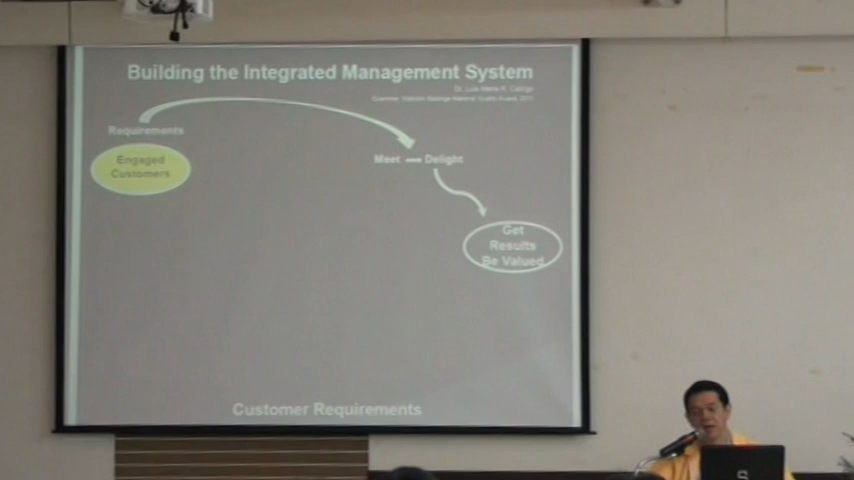 Building the Integrated Management System
Dr. Luis Maria R. Calingo
Requirements
Engaged
Customers
Meet — Delight
Get
Results
Be Valued
Customer Requirements
S